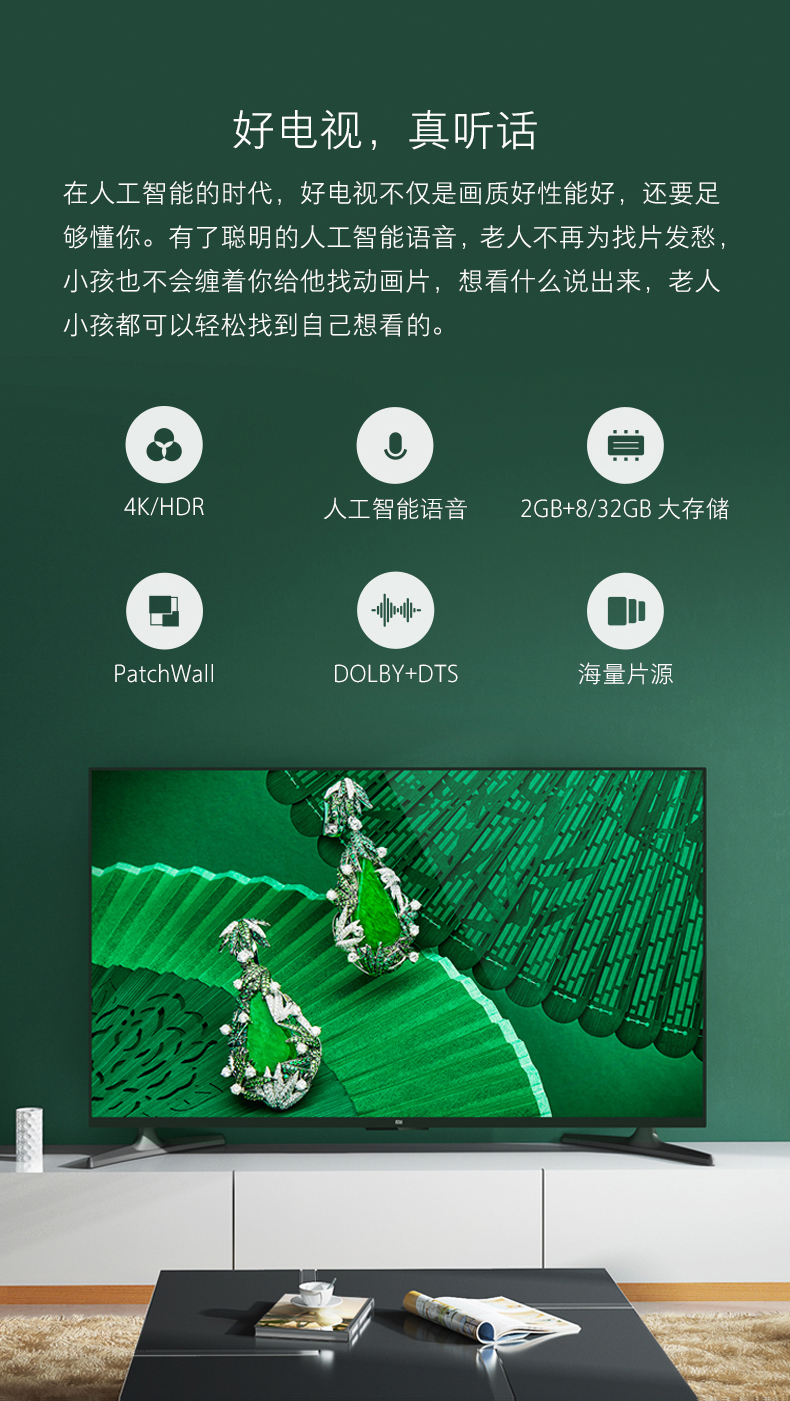 好电视，真听话
在人工智能的时代，好电视不仅是画质好性能好，还要足
够懂你。有了聪明的人工智能语音，老人不再为找片发愁，
小孩也不会缠着你给他找动画片，想看什么说出来，老人
小孩都可以轻松找到自己想看的。
4K/HDR
人工智能语音
2GB+8/32GB 大存储
PatchWall
DOLBY+DTS
海量片源